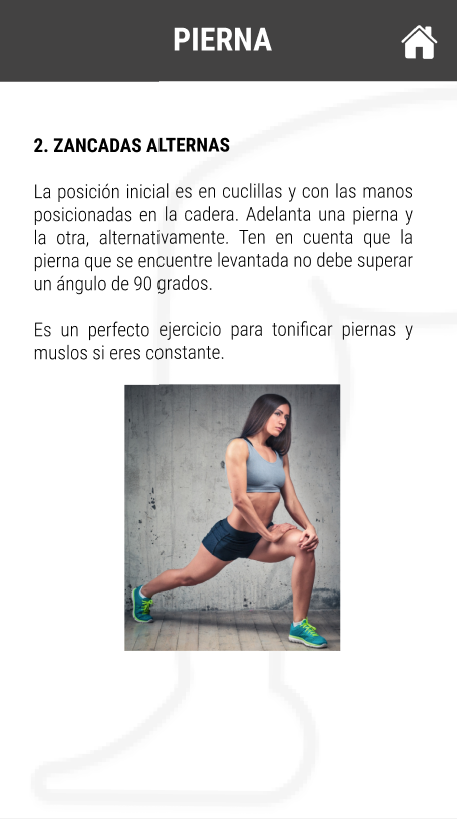 PIERNA
2. ZANCADAS ALTERNAS
La posición inicial es en cuclillas y con las manos
posicionadas en la cadera. Adelanta una pierna y
la otra, alternativamente. Ten en cuenta que la
pierna que se encuentre levantada no debe superar
un ángulo de 90 grados.
Es un perfecto ejercicio para tonificar piernas y
muslos si eres constante.